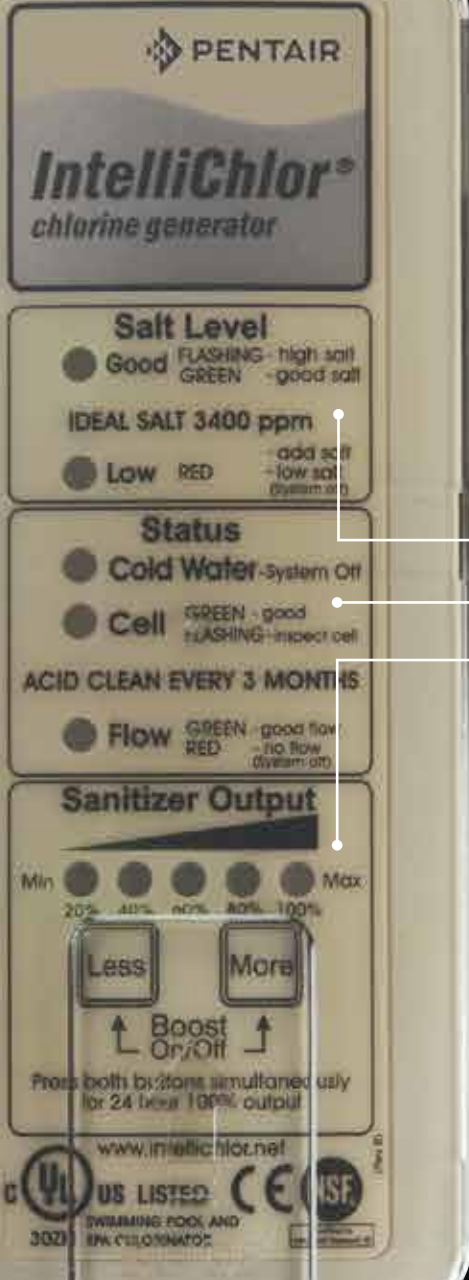 PENTAIR
IntelliChlor®
chlorine generator
Salt Level
Good FLASHING - high salt
GREEN - good salt
IDEAL SALT 3400 ppm
- add salt
Low RED - low salt
(System off)
Status
Cold Water - System Off
Cell GREEN - good
FLASHING - inspect cell
ACID CLEAN EVERY 3 MONTHS
Flow GREEN - good flow
RED - no flow
(System off)
Sanitizer Output
Min Max
20% 40% 60% 80% 100%
Less More
Boost
On/Off
Press both buttons simultaneously
for 24 hour 100% output
www.intellichlor.net
C UL US LISTED CE NSF
SWIMMING POOL AND
SPA CHLORINATOR